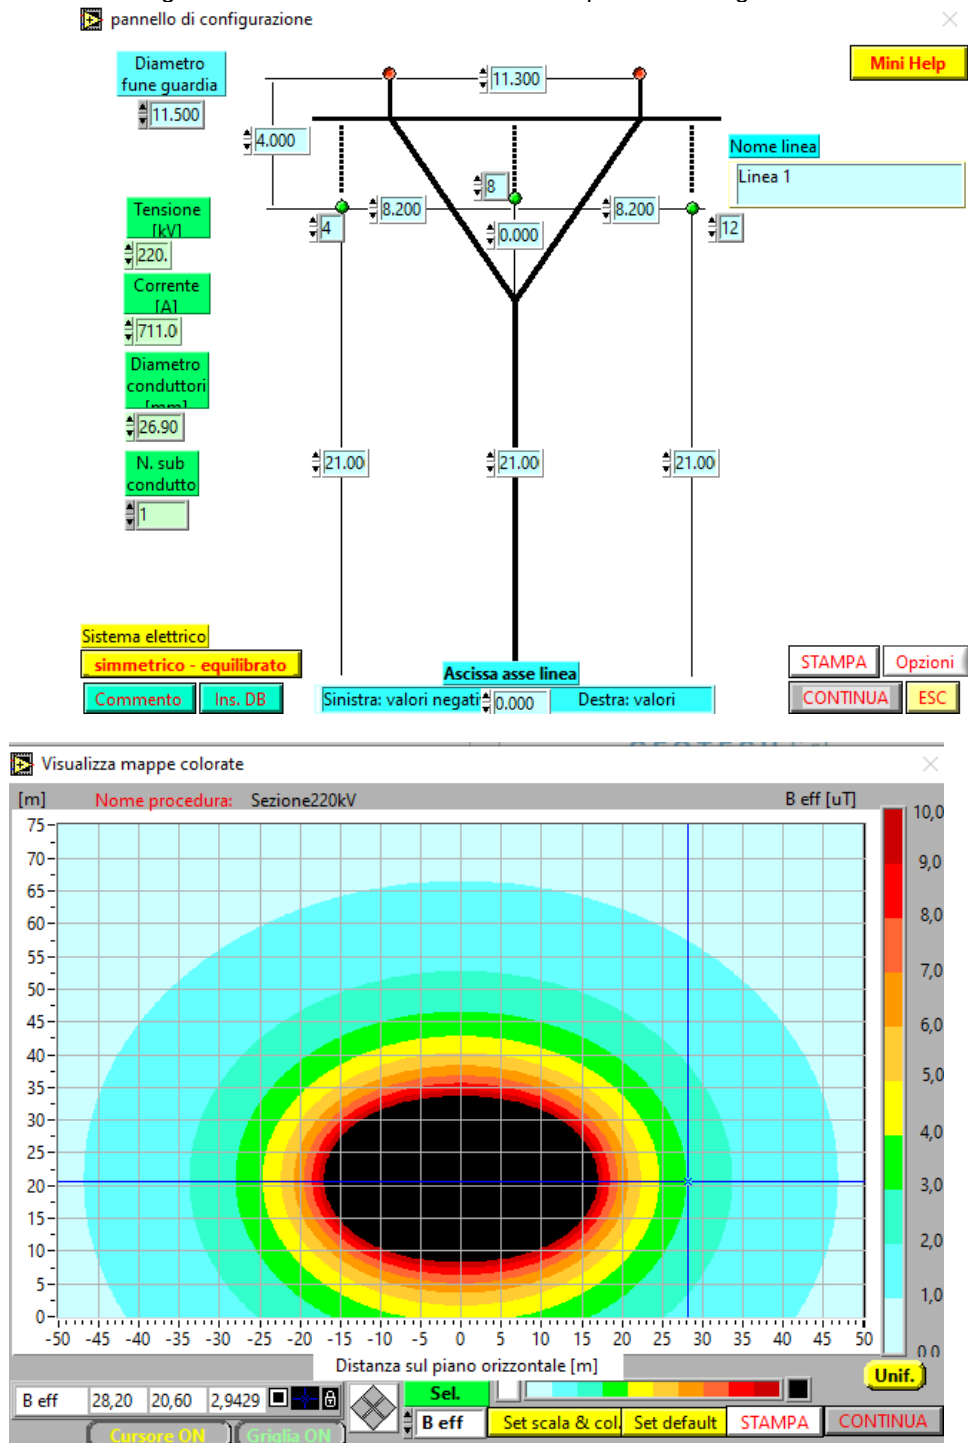 pannello di configurazione
Diametro
fune guardia
11.500
11.300
Mini Help
4.000
Nome linea
Linea 1
8
Tensione
[kV]
220.
4
8.200
0.000
8.200
12
Corrente
[A]
711.0
Diametro
conduttori
[mm]
26.90
N. sub
condutto
1
21.00
21.00
21.00
Sistema elettrico
simmetrico - equilibrato
Commento
Ins. DB
Ascissa asse linea
Sinistra: valori negati
0.000
Destra: valori
STAMPA
Opzioni
CONTINUA
ESC
Visualizza mappe colorate
[m]
Nome procedura:
Sezione220kV
B eff [uT]
75
70
65
60
55
50
45
40
35
30
25
20
15
10
5
0
10,0
9,0
8,0
7,0
6,0
5,0
4,0
3,0
2,0
1,0
0,0
-50 -45 -40 -35 -30 -25 -20 -15 -10 -5 0 5 10 15 20 25 30 35 40 45 50
Distanza sul piano orizzontale [m]
Unif.
B eff
28,20
20,60
2,9429
Sel.
B eff
Set scala & col.
Set default
STAMPA
CONTINUA
Cursore ON
Griglia ON